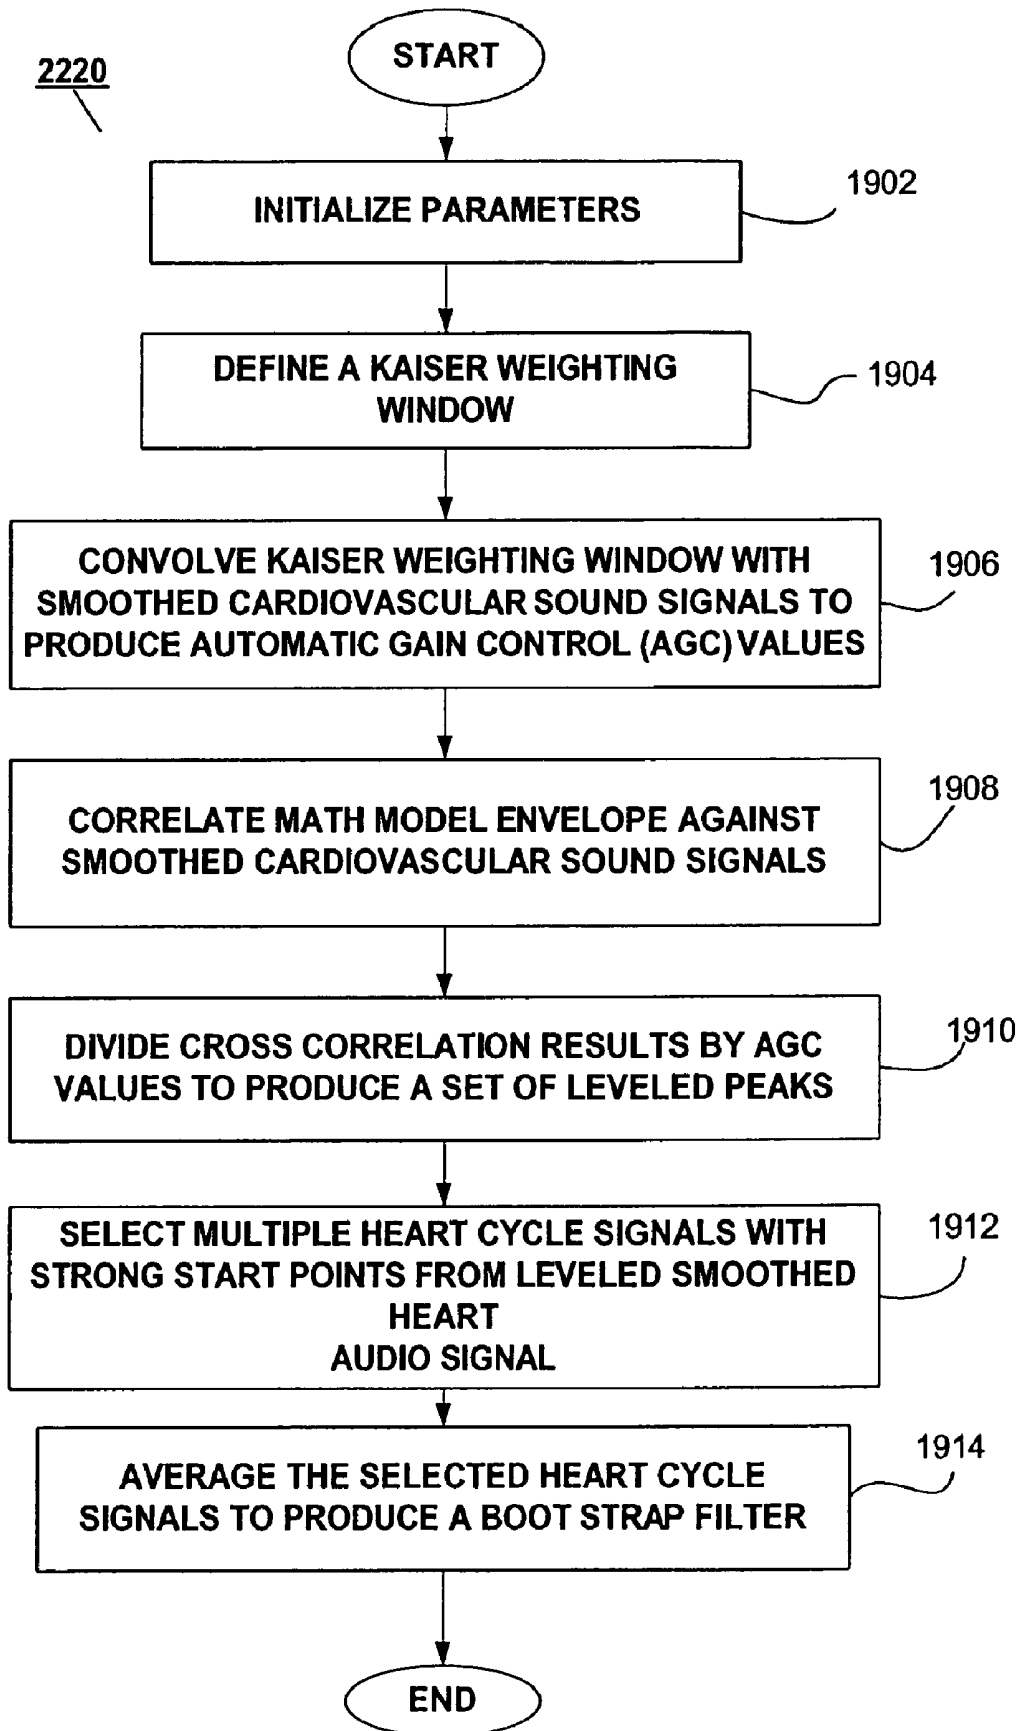 START
2220
INITIALIZE PARAMETERS
1902
DEFINE A KAISER WEIGHTING
WINDOW
1904
CONVOLVE KAISER WEIGHTING WINDOW WITH
SMOOTHED CARDIOVASCULAR SOUND SIGNALS TO
PRODUCE AUTOMATIC GAIN CONTROL (AGC) VALUES
1906
CORRELATE MATH MODEL ENVELOPE AGAINST
SMOOTHED CARDIOVASCULAR SOUND SIGNALS
1908
DIVIDE CROSS CORRELATION RESULTS BY AGC
VALUES TO PRODUCE A SET OF LEVELED PEAKS
1910
SELECT MULTIPLE HEART CYCLE SIGNALS WITH
STRONG START POINTS FROM LEVELED SMOOTHED
HEART
AUDIO SIGNAL
1912
AVERAGE THE SELECTED HEART CYCLE
SIGNALS TO PRODUCE A BOOT STRAP FILTER
1914
END